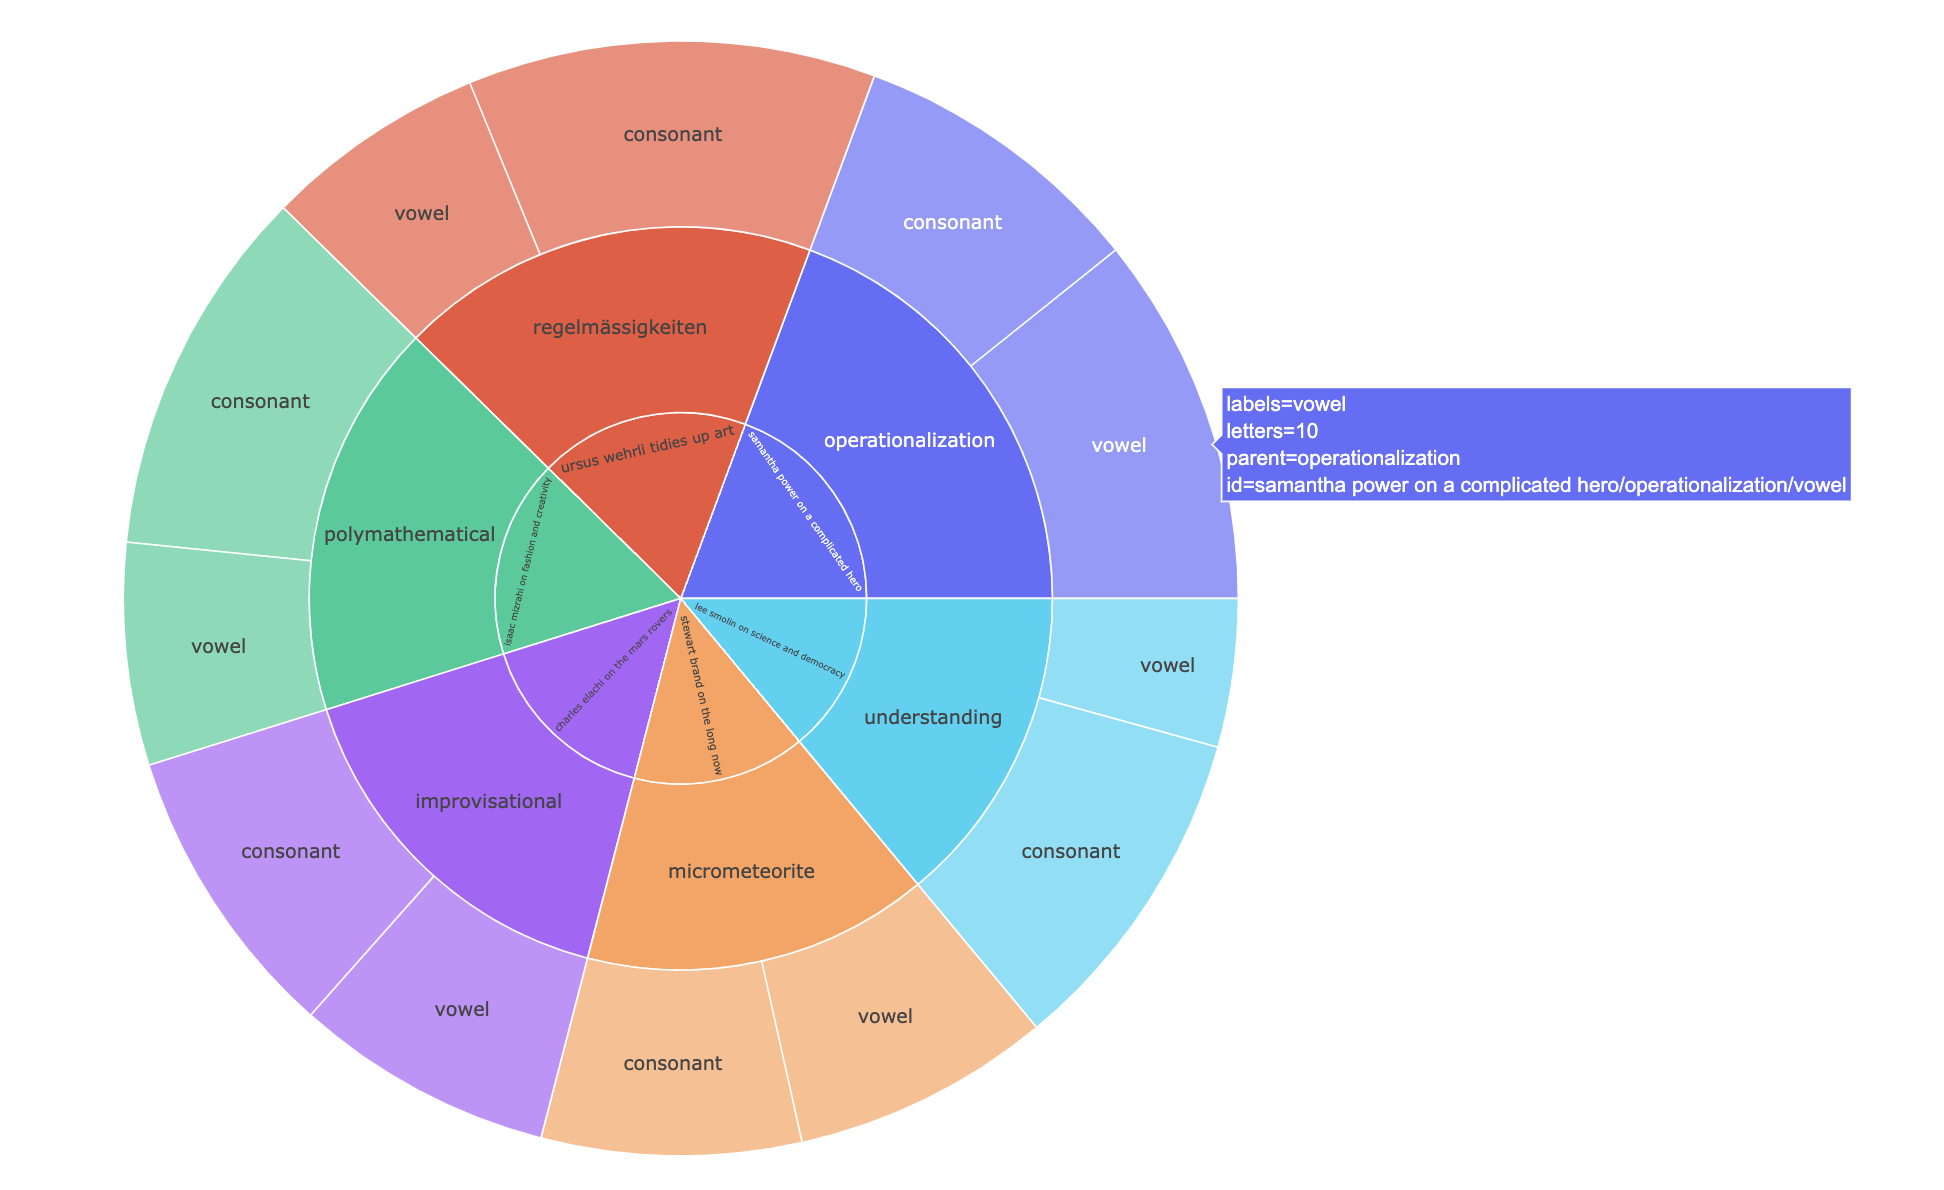 consonant
vowel
consonant
regelmässigkeiten
ursus wehrli tidies up art
consonant
vowel
operationalization
samantha power on a complicated hero
labels=vowel
letters=10
parent=operationalization
id=samantha power on a complicated hero/operationalization/vowel
consonant
vowel
polymathematical
isaac mizrahi on fashion and creativity
vowel
consonant
understanding
lee smolin on science and democracy
consonant
vowel
improvisational
charles elachi on the mars rovers
stewart brand on the long now
micrometeorite
consonant
vowel